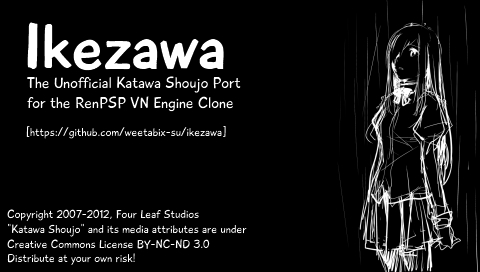 Ikezawa
The Unofficial Katawa Shoujo Port
for the RenPSP VN Engine Clone
[https://github.com/weetabix-su/ikezawa]
Copyright 2007-2012, Four Leaf Studios
"Katawa Shoujo" and its media attributes are under
Creative Commons License BY-NC-ND 3.0
Distribute at your own risk!